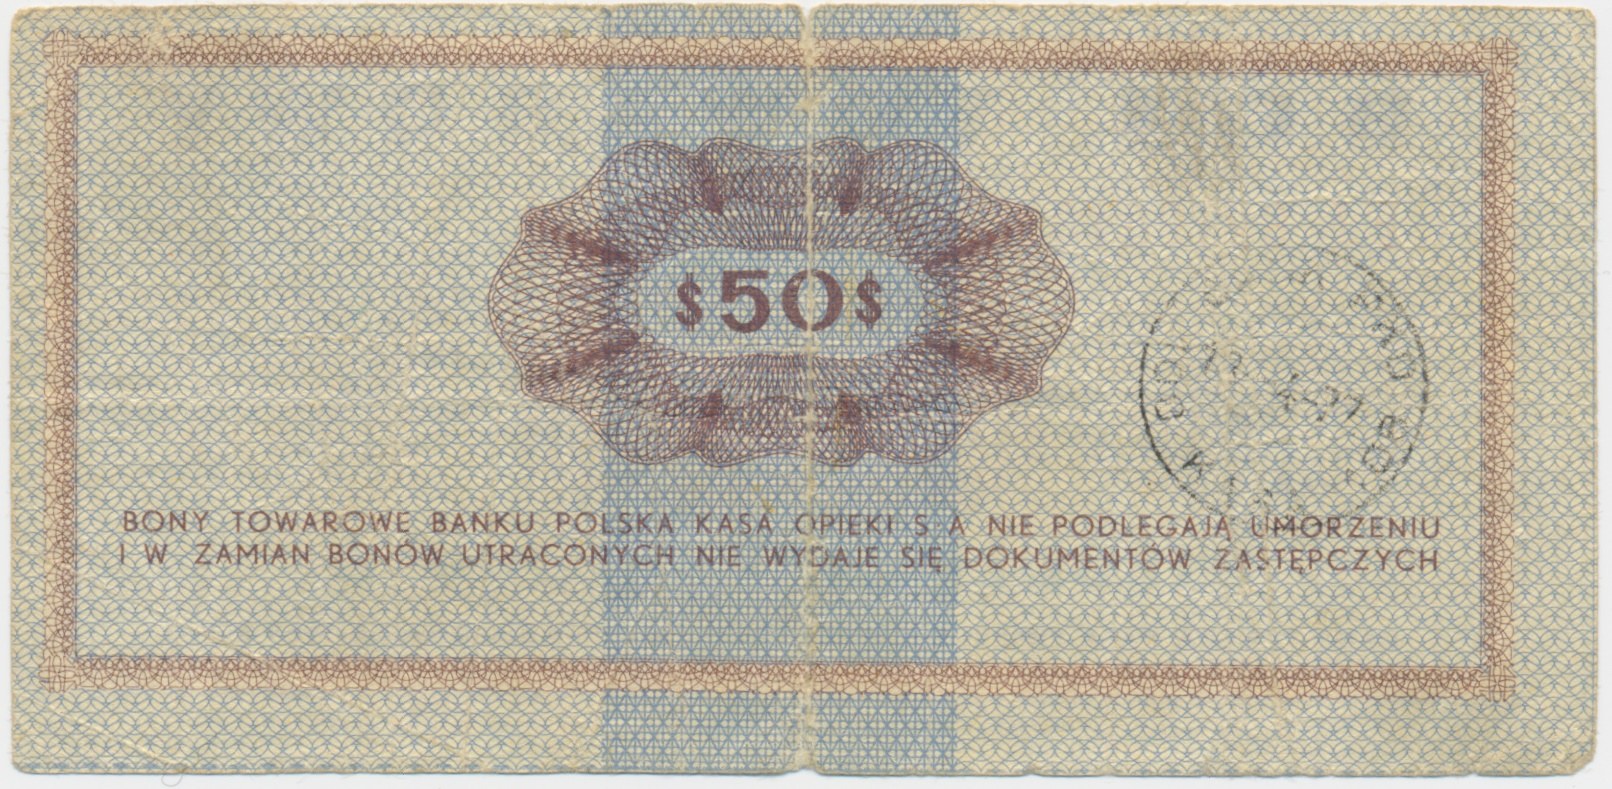 $50$
BONY TOWAROWE BANKU POLSKA KASA OPIEKI S A NIE PODLEGAJĄ UMORZENIU
I W ZAMIAN BONÓW UTRACONYCH NIE WYDAJE SIĘ DOKUMENTÓW ZASTĘPCZYCH